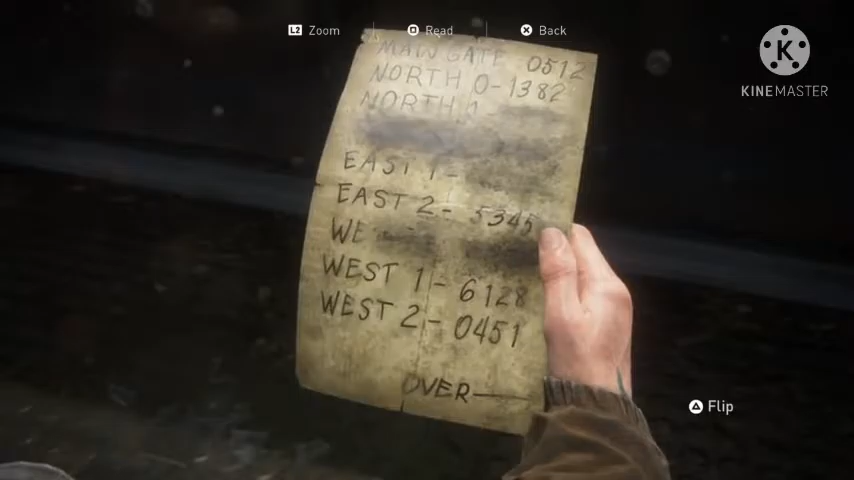 L2 Zoom
Read
Back
KINEMASTER
MAIN GATE 0512
NORTH 0-1382
NORTH
EAST 1-
EAST 2- 5345
WE
WEST 1- 6128
WEST 2- 0451
OVER
Flip